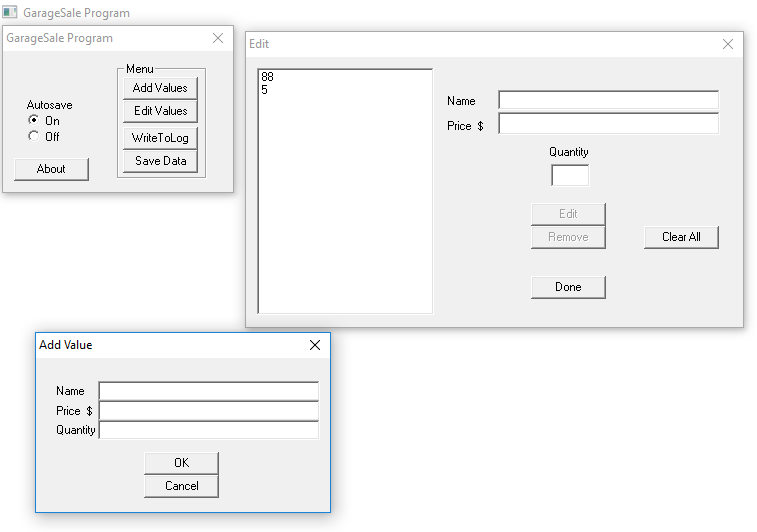 GarageSale Program
GarageSale Program
Menu
Add Values
Edit Values
WriteToLog
Save Data
Autosave
On
Off
About
Edit
88
5
Name
Price $
Quantity
Edit
Remove
Clear All
Done
Add Value
Name
Price $
Quantity
OK
Cancel